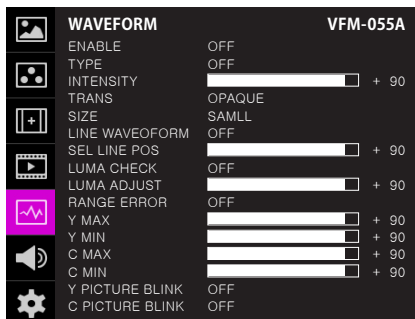 WAVEFORM VFM-055A
ENABLE OFF
TYPE OFF
INTENSITY + 90
TRANS OPAQUE
SIZE SAMLL
LINE WAVEOFORM OFF
SEL LINE POS + 90
LUMA CHECK OFF
LUMA ADJUST + 90
RANGE ERROR OFF
Y MAX + 90
Y MIN + 90
C MAX + 90
C MIN + 90
Y PICTURE BLINK OFF
C PICTURE BLINK OFF